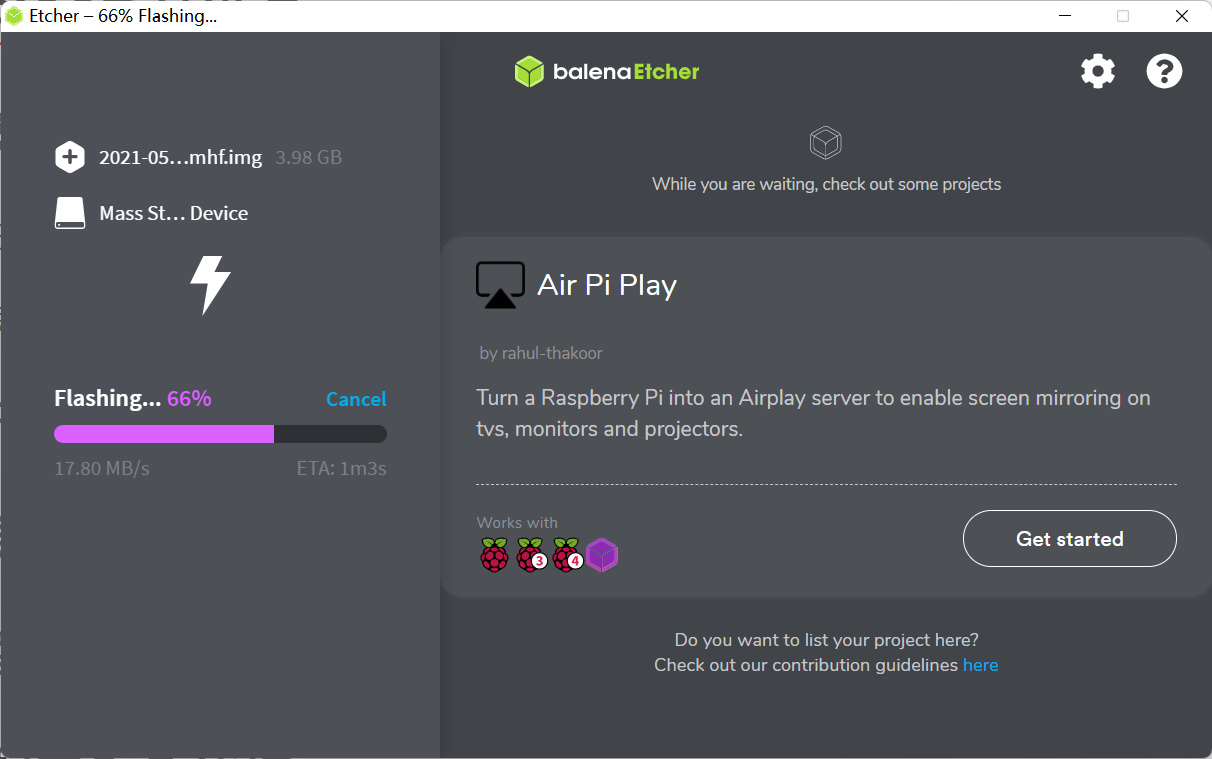 Etcher – 66% Flashing...
balenaEtcher
2021-05...mhf.img 3.98 GB
Mass St... Device
Flashing... 66% Cancel
17.80 MB/s ETA: 1m3s
While you are waiting, check out some projects
Air Pi Play
by rahul-thakoor
Turn a Raspberry Pi into an Airplay server to enable screen mirroring on
tvs, monitors and projectors.
Works with
3 4
Get started
Do you want to list your project here?
Check out our contribution guidelines here